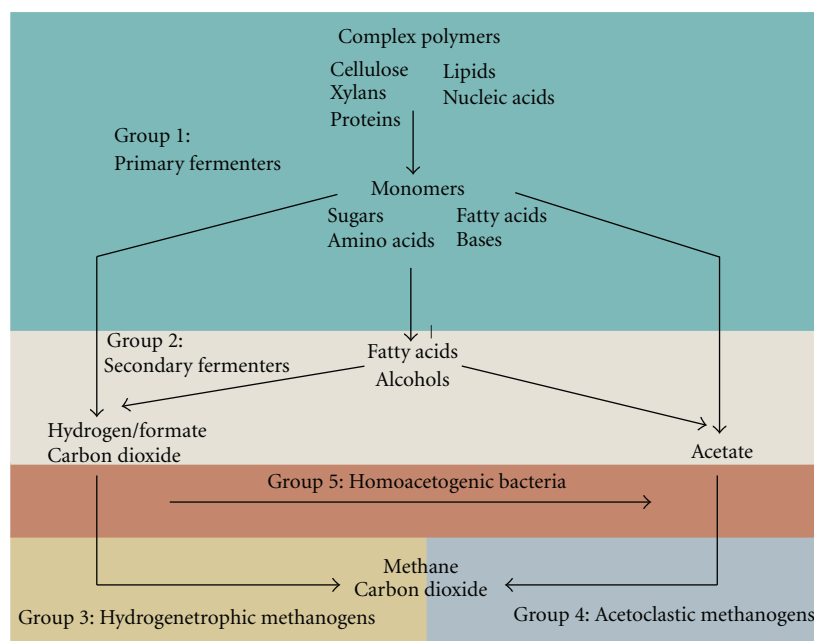 Complex polymers
Cellulose
Xylans
Proteins
Lipids
Nucleic acids
Group 1:
Primary fermenters
Monomers
Sugars
Amino acids
Fatty acids
Bases
Group 2:
Secondary fermenters
Fatty acids
Alcohols
Hydrogen/formate
Carbon dioxide
Acetate
Group 5: Homoacetogenic bacteria
Methane
Carbon dioxide
Group 3: Hydrogenetrophic methanogens
Group 4: Acetoclastic methanogens